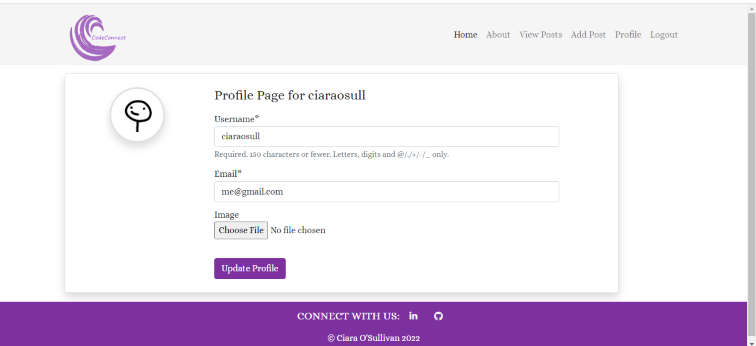 CodeConnect
Home About View Posts Add Post Profile Logout
Profile Page for ciaraosull
Username*
ciaraosull
Required. 150 characters or fewer. Letters, digits and @/./+/-/_ only.
Email*
me@gmail.com
Image
Choose File No file chosen
Update Profile
CONNECT WITH US:
© Ciara O'Sullivan 2022